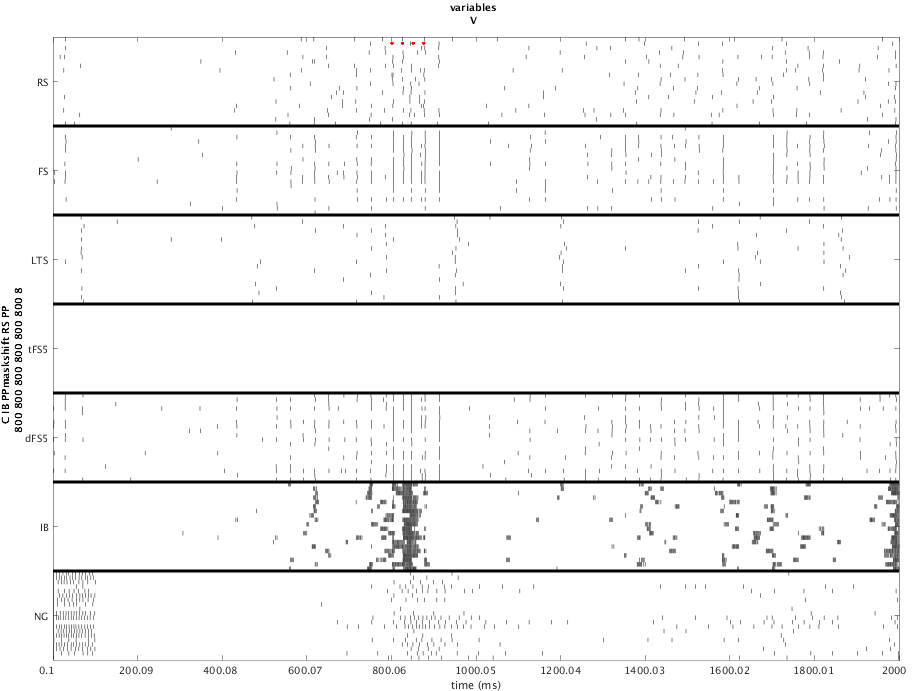 variables
V
RS
FS
LTS
tFS5
dFS5
IB
NG
C IB PPmaskshift RS PP
800 800 800 800 800 800 8
0.1 200.09 400.08 600.07 800.06 1000.05 1200.04 1400.03 1600.02 1800.01 2000
time (ms)